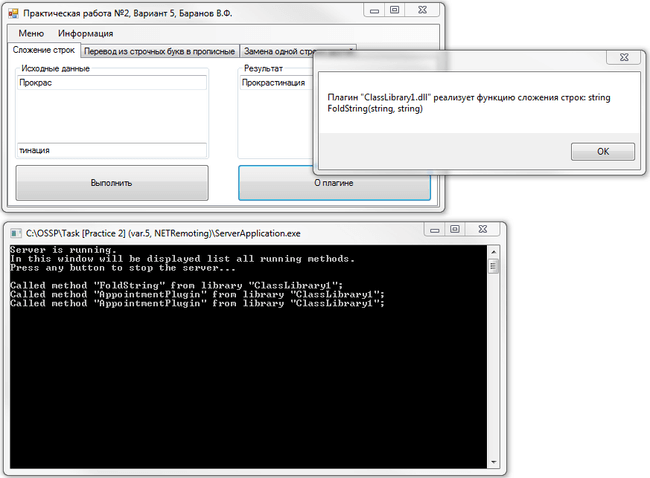 Практическая работа №2, Вариант 5, Баранов В.Ф.
Меню Информация
Сложение строк Перевод из строчных букв в прописные Замена одной строки
Исходные данные Результат
Прокрас Прокрастинация
тинация
Выполнить О плагине
Плагин "ClassLibrary1.dll" реализует функцию сложения строк: string
FoldString(string, string)
OK
C:\OSSP\Task [Practice 2] (var.5, NETRemoting)\ServerApplication.exe
Server is running.
In this window will be displayed list all running methods.
Press any button to stop the server...
Called method "FoldString" from library "ClassLibrary1";
Called method "AppointmentPlugin" from library "ClassLibrary1";
Called method "AppointmentPlugin" from library "ClassLibrary1";